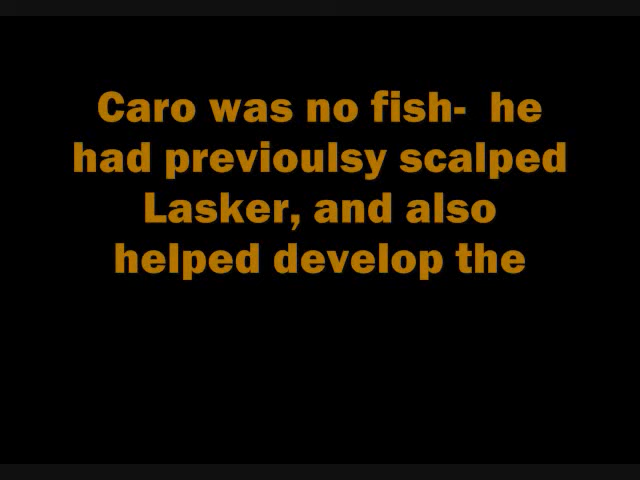 Caro was no fish-  he
had previoulsy scalped
Lasker, and also
helped develop the